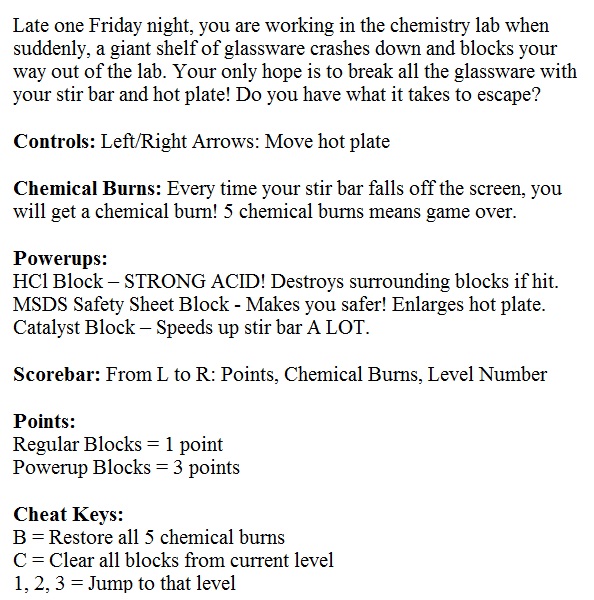 Late one Friday night, you are working in the chemistry lab when
suddenly, a giant shelf of glassware crashes down and blocks your
way out of the lab. Your only hope is to break all the glassware with
your stir bar and hot plate! Do you have what it takes to escape?
Controls: Left/Right Arrows: Move hot plate
Chemical Burns: Every time your stir bar falls off the screen, you
will get a chemical burn! 5 chemical burns means game over.
Powerups:
HCl Block – STRONG ACID! Destroys surrounding blocks if hit.
MSDS Safety Sheet Block - Makes you safer! Enlarges hot plate.
Catalyst Block – Speeds up stir bar A LOT.
Scorebar: From L to R: Points, Chemical Burns, Level Number
Points:
Regular Blocks = 1 point
Powerup Blocks = 3 points
Cheat Keys:
B = Restore all 5 chemical burns
C = Clear all blocks from current level
1, 2, 3 = Jump to that level